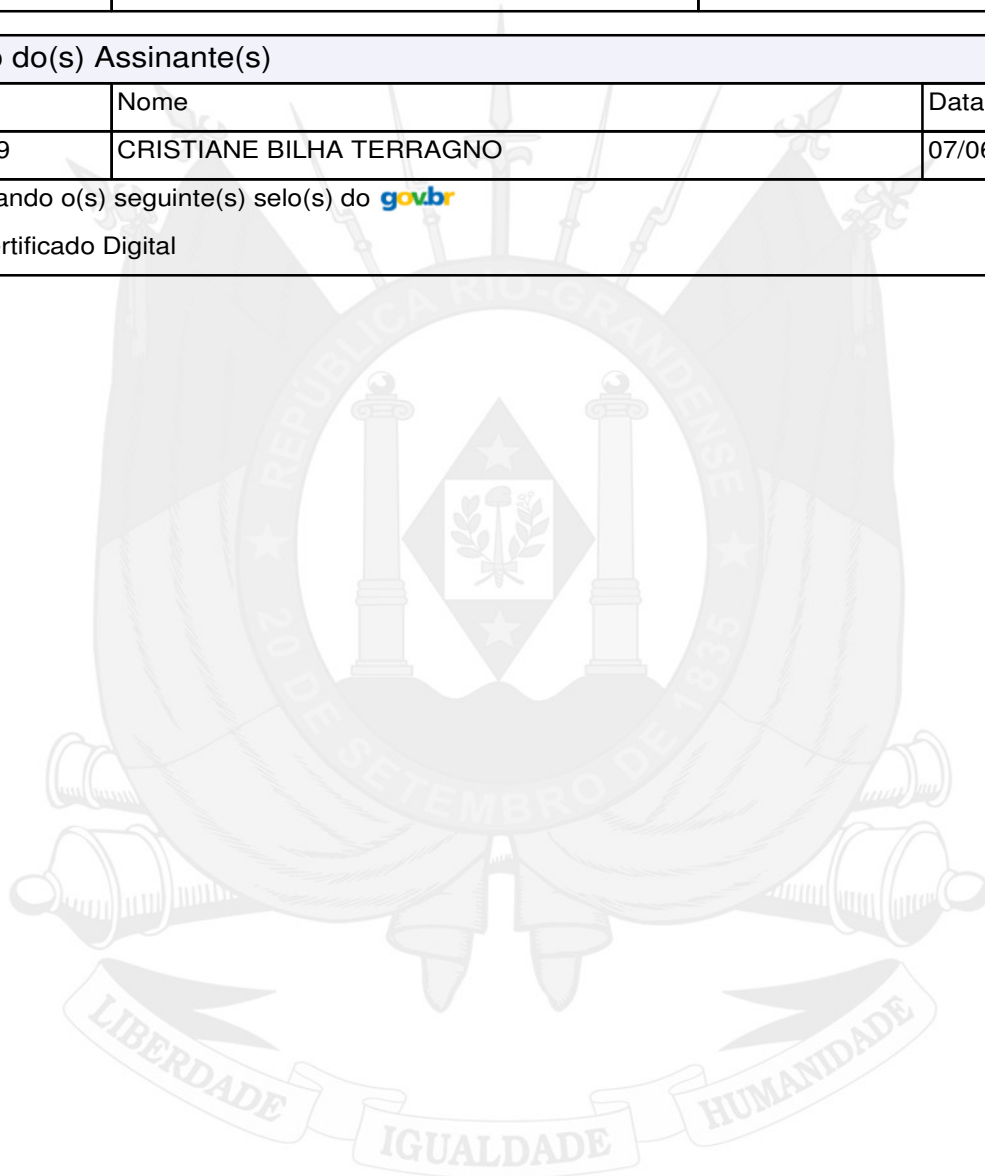 o do(s) Assinante(s)
Nome Data
9 CRISTIANE BILHA TERRAGNO 07/06
ando o(s) seguinte(s) selo(s) do gov.br
ertificado Digital
REPÚBLICA RIO-GRANDENSE
20 DE SETEMBRO DE 1835
LIBERDADE IGUALDADE HUMANIDADE